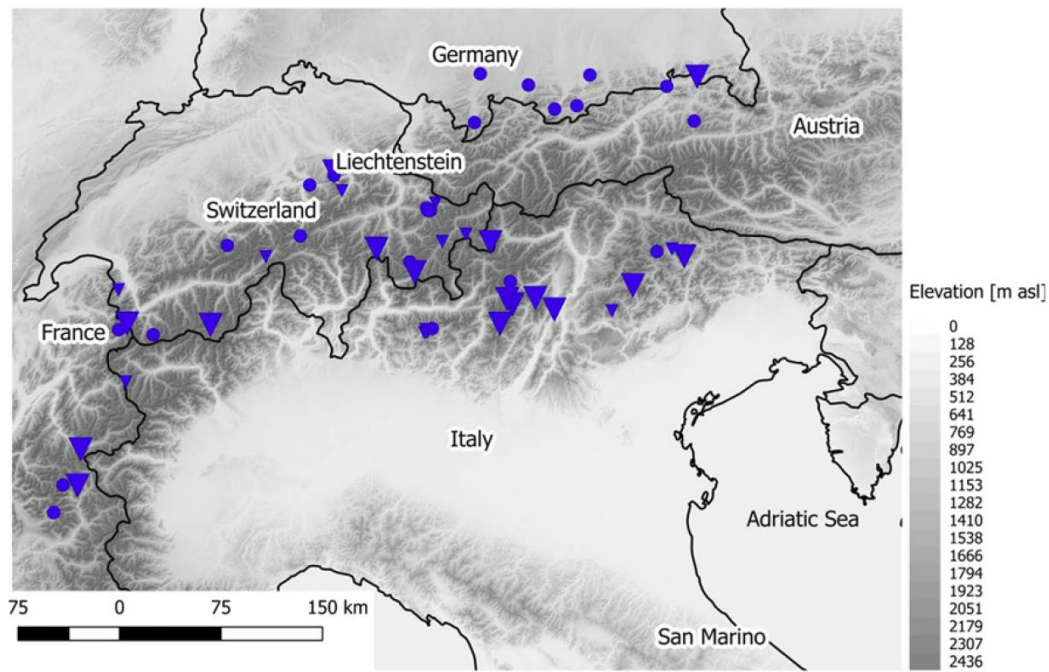 Germany
Austria
Liechtenstein
Switzerland
France
Italy
Adriatic Sea
San Marino
75 0 75 150 km
Elevation [m asl]
0
128
256
384
512
641
769
897
1025
1153
1282
1410
1538
1666
1794
1923
2051
2179
2307
2436